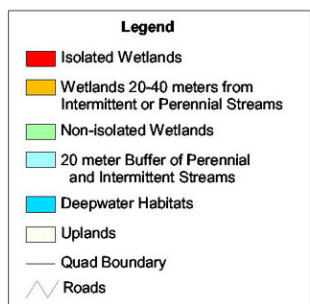 Legend
Isolated Wetlands
Wetlands 20-40 meters from
Intermittent or Perennial Streams
Non-isolated Wetlands
20 meter Buffer of Perennial
and Intermittent Streams
Deepwater Habitats
Uplands
Quad Boundary
Roads